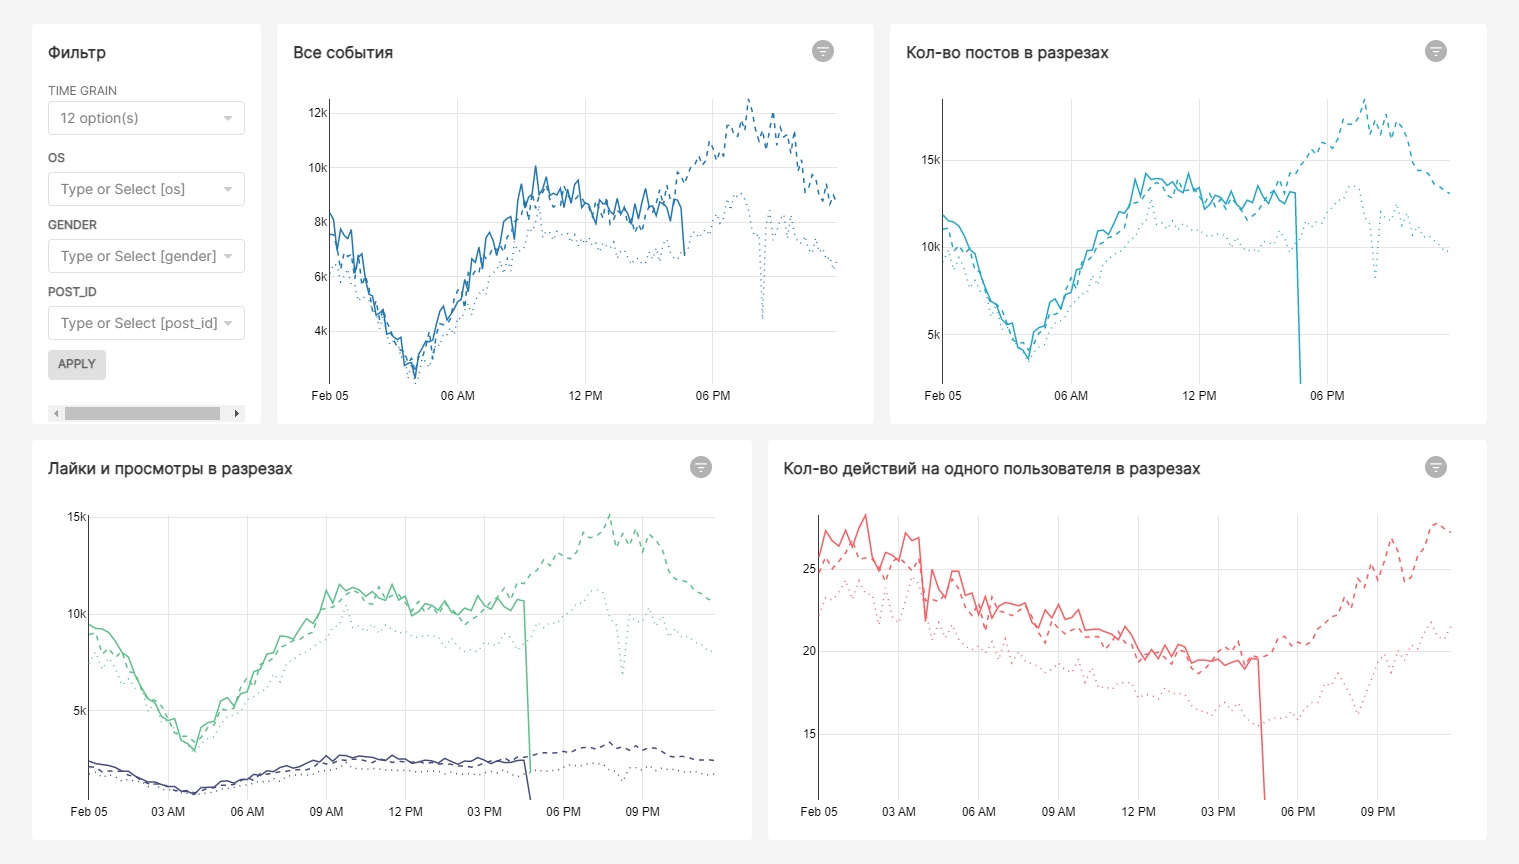 Фильтр
TIME GRAIN
12 option(s)
OS
Type or Select [os]
GENDER
Type or Select [gender]
POST_ID
Type or Select [post_id]
APPLY
Все события
12k
10k
8k
6k
4k
Feb 05 06 AM 12 PM 06 PM
Кол-во постов в разрезах
15k
10k
5k
Feb 05 06 AM 12 PM 06 PM
Лайки и просмотры в разрезах
15k
10k
5k
Feb 05 03 AM 06 AM 09 AM 12 PM 03 PM 06 PM 09 PM
Кол-во действий на одного пользователя в разрезах
25
20
15
Feb 05 03 AM 06 AM 09 AM 12 PM 03 PM 06 PM 09 PM